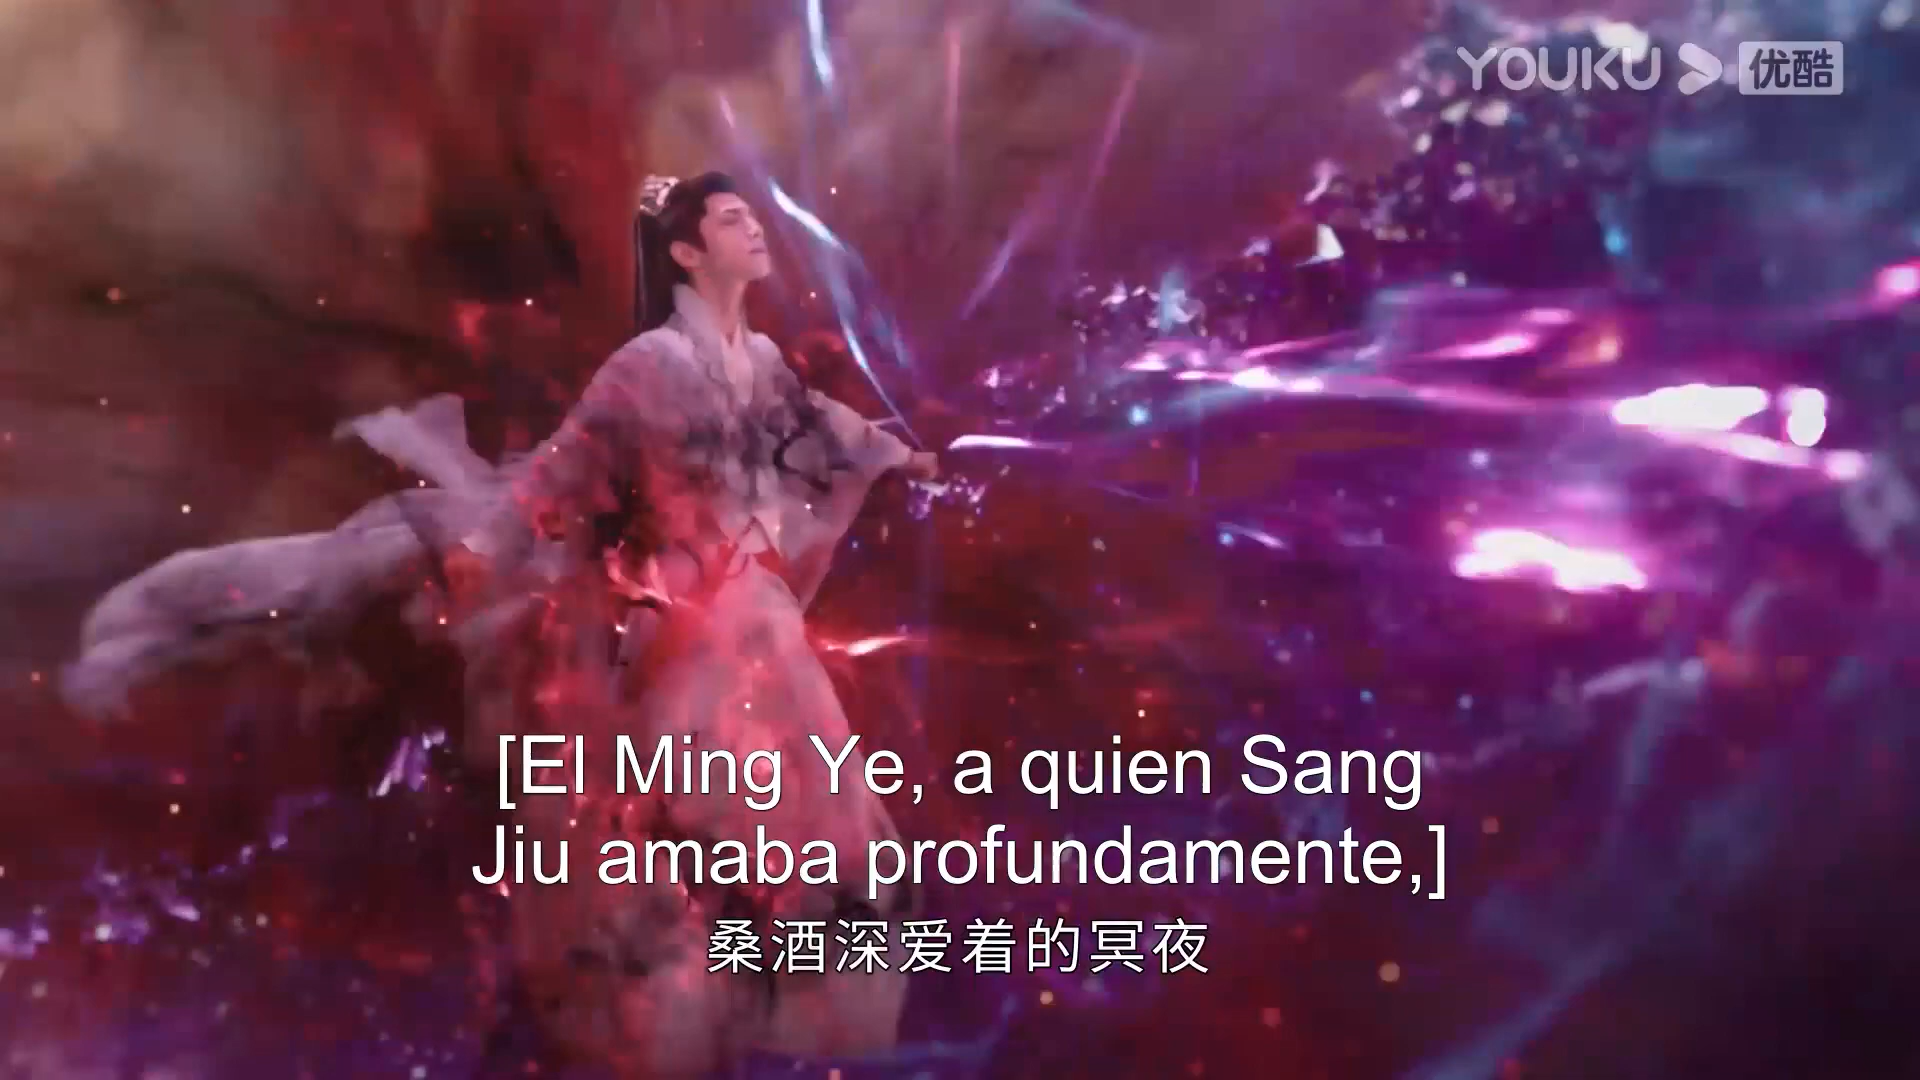 YOUKU 优酷
[El Ming Ye, a quien Sang
Jiu amaba profundamente,]
桑酒深爱着的冥夜